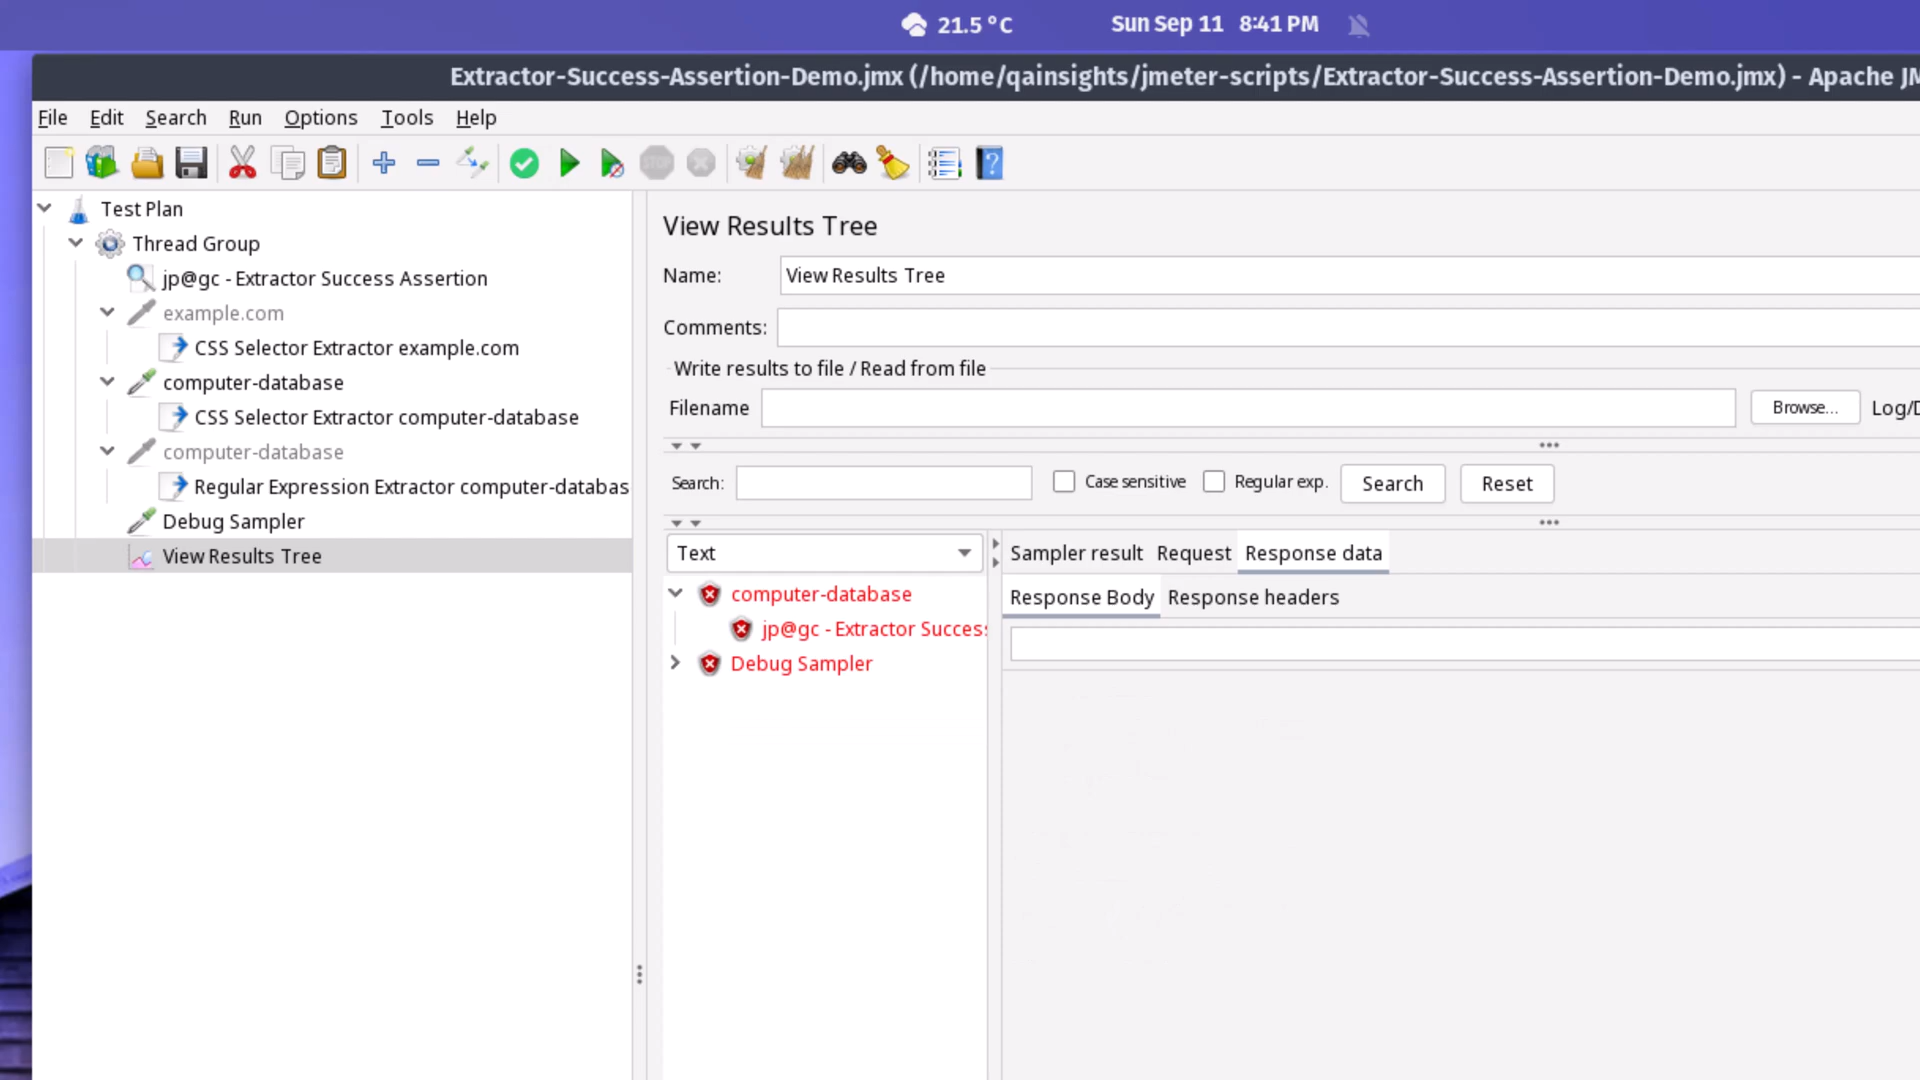 21.5 °C Sun Sep 11 8:41 PM
Extractor-Success-Assertion-Demo.jmx (/home/qainsights/jmeter-scripts/Extractor-Success-Assertion-Demo.jmx) - Apache JM
File Edit Search Run Options Tools Help
STOP
Test Plan
Thread Group
jp@gc - Extractor Success Assertion
example.com
CSS Selector Extractor example.com
computer-database
CSS Selector Extractor computer-database
computer-database
Regular Expression Extractor computer-databas
Debug Sampler
View Results Tree
View Results Tree
Name: View Results Tree
Comments:
Write results to file / Read from file
Filename Browse... Log/D
Search: Case sensitive Regular exp. Search Reset
Text
computer-database
jp@gc - Extractor Success
Debug Sampler
Sampler result Request Response data
Response Body Response headers